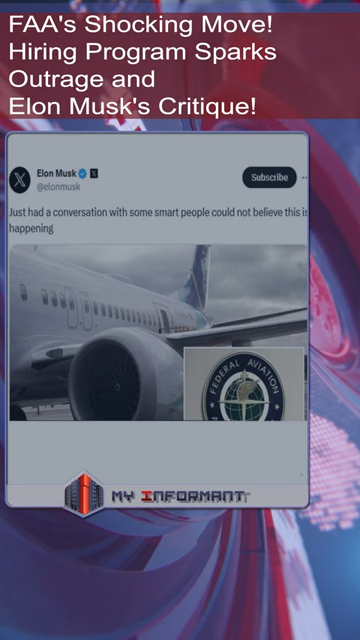 FAA's Shocking Move!
Hiring Program Sparks
Outrage and
Elon Musk's Critique!
Elon Musk X
@elonmusk
Subscribe
Just had a conversation with some smart people could not believe this is
happening
FEDERAL AVIATION
MY INFORMANT